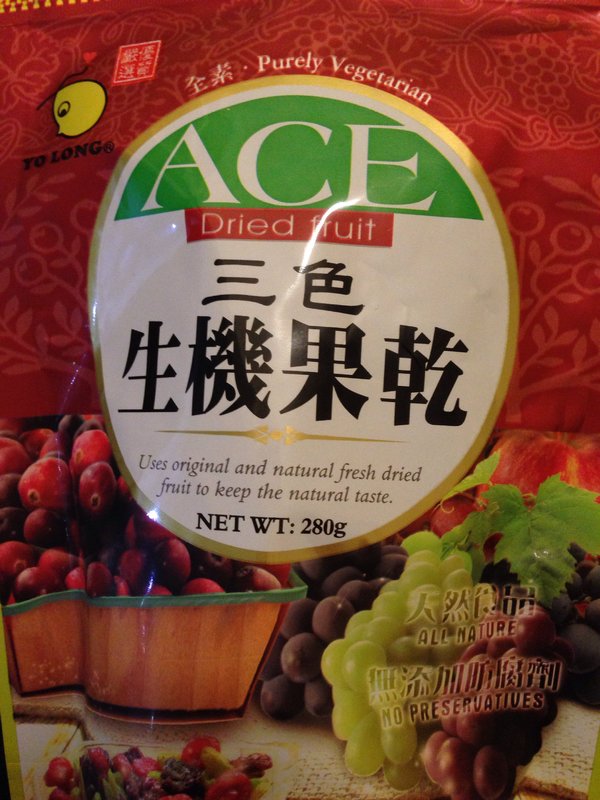 全素 · Purely Vegetarian
YO LONG®
ACE
Dried fruit
三色
生機果乾
Uses original and natural fresh dried
fruit to keep the natural taste.
NET WT: 280g
天然食品
ALL NATURE
無添加防腐劑
NO PRESERVATIVES